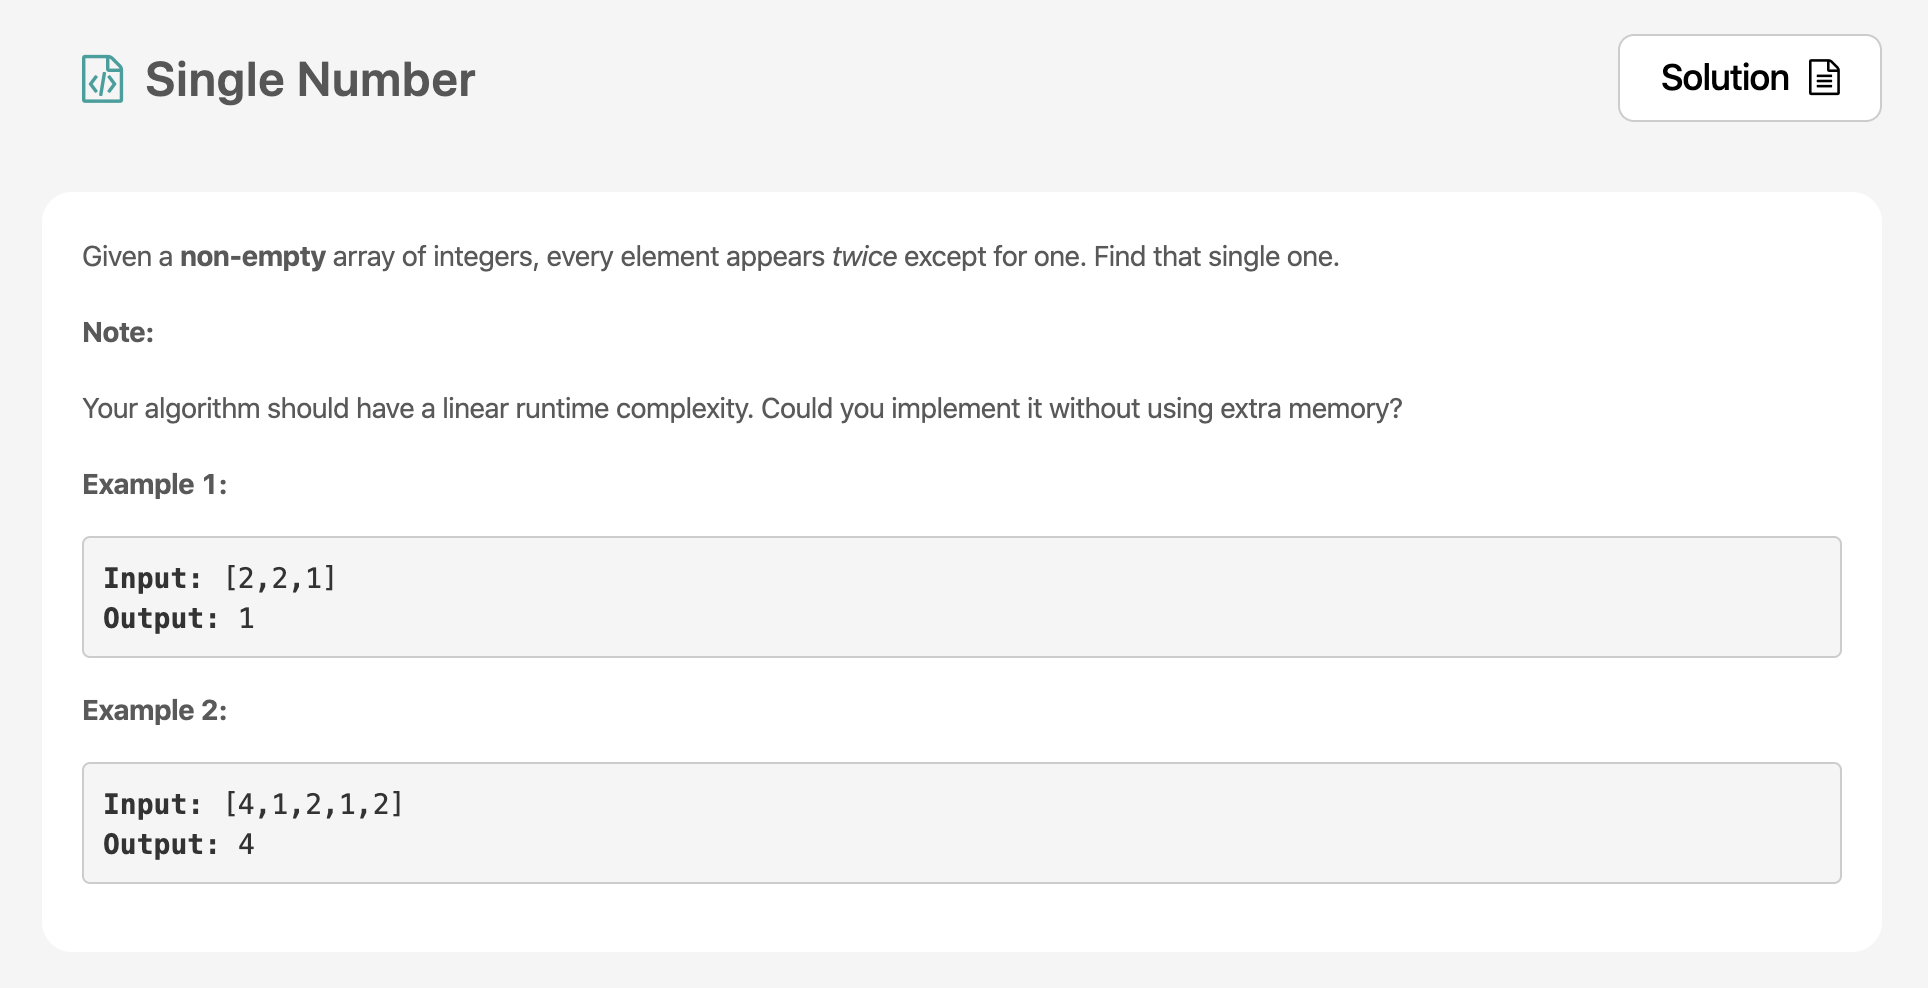 Single Number
Solution
Given a non-empty array of integers, every element appears twice except for one. Find that single one.
Note:
Your algorithm should have a linear runtime complexity. Could you implement it without using extra memory?
Example 1:
Input: [2,2,1]
Output: 1
Example 2:
Input: [4,1,2,1,2]
Output: 4